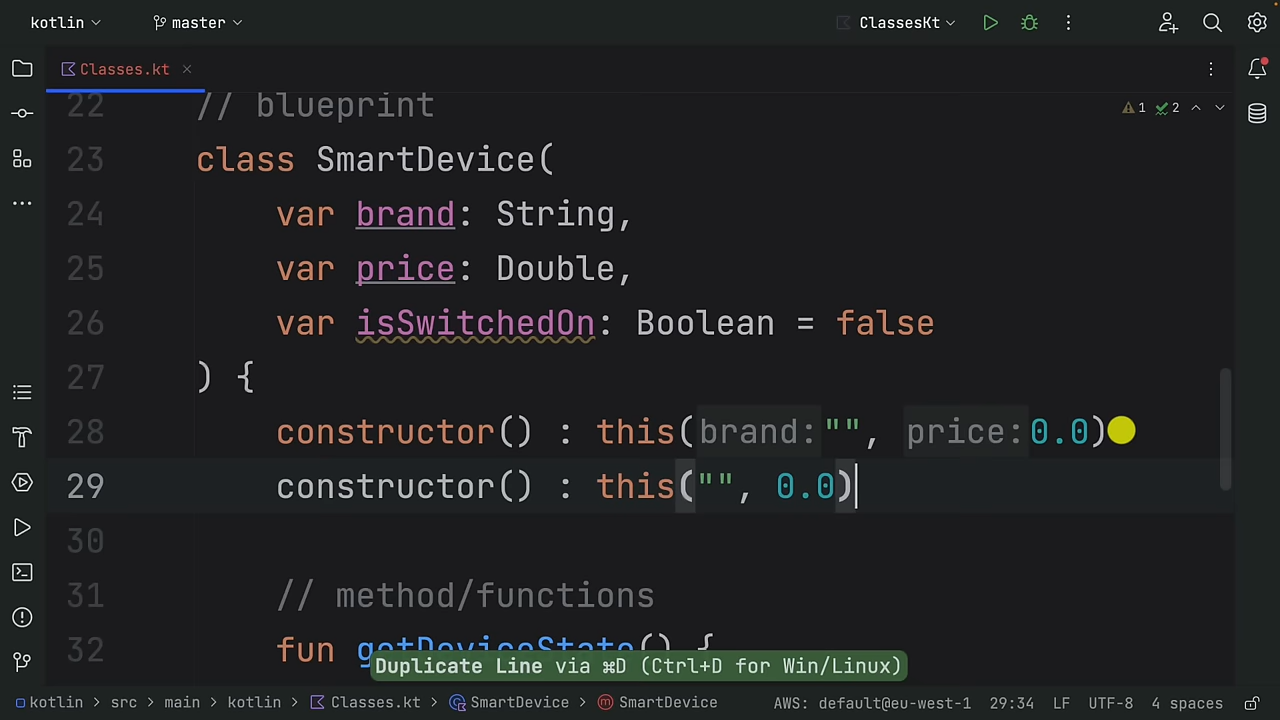 kotlin
master
ClassesKt
Classes.kt
22 // blueprint
1 2
23 class SmartDevice(
24 var brand: String,
25 var price: Double,
26 var isSwitchedOn: Boolean = false
27 ) {
28 constructor() : this(brand:"", price:0.0)
29 constructor() : this("", 0.0)
30
31 // method/functions
32 fun getDeviceState() {
Duplicate Line via ⌘D (Ctrl+D for Win/Linux)
kotlin > src > main > kotlin > Classes.kt > SmartDevice > SmartDevice AWS: default@eu-west-1 29:34 LF UTF-8 4 spaces